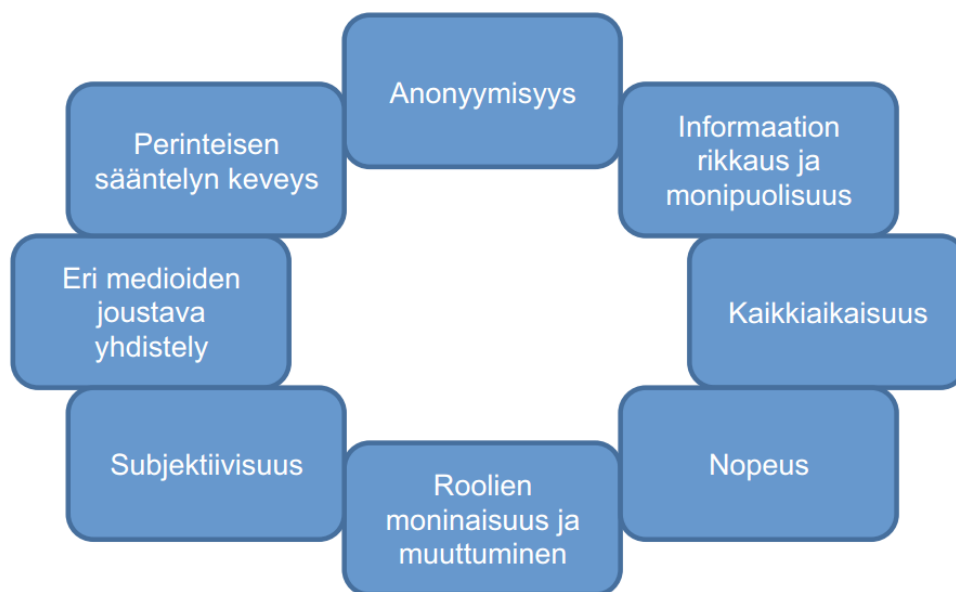 Anonyymisyys
Informaation
rikkaus ja
monipuolisuus
Kaikkiaikaisuus
Nopeus
Roolien
moninaisuus ja
muuttuminen
Subjektiivisuus
Eri medioiden
joustava
yhdistely
Perinteisen
sääntelyn keveys